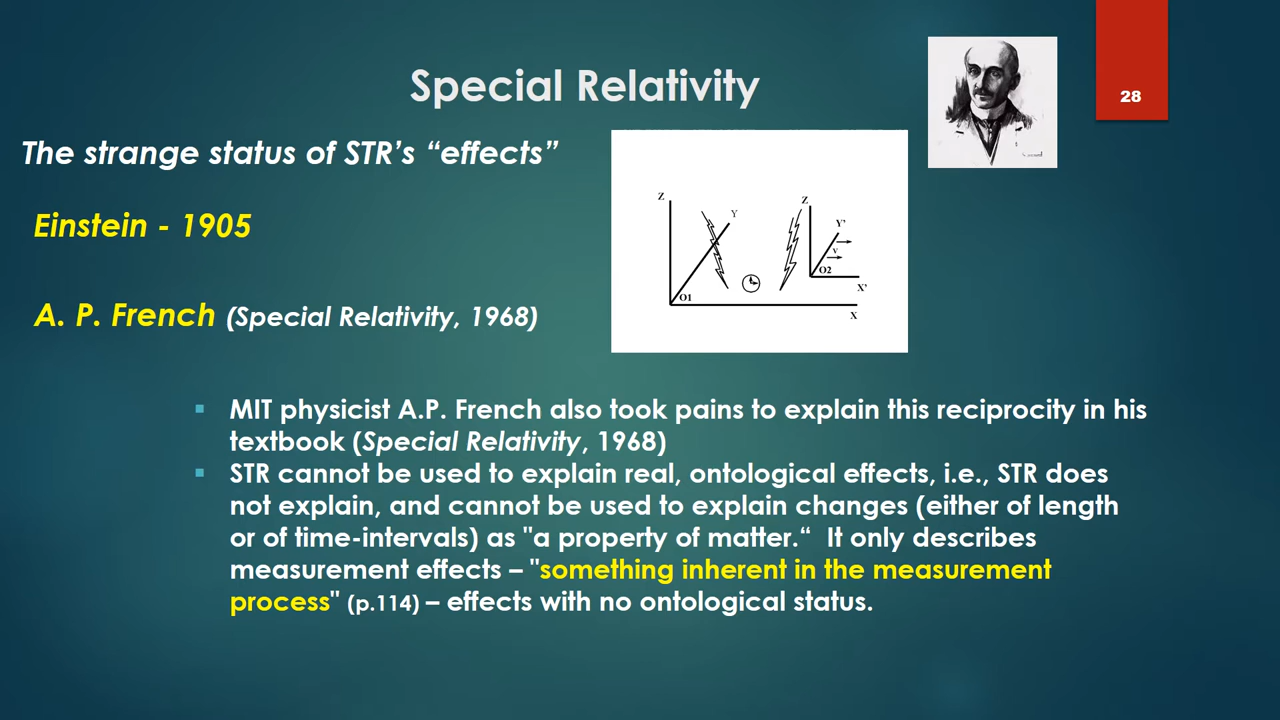 Special Relativity
28
The strange status of STR's “effects”
Einstein - 1905
A. P. French (Special Relativity, 1968)
Z
Y
O1
X
Z
Y'
v
O2
X'
▪ MIT physicist A.P. French also took pains to explain this reciprocity in his
textbook (Special Relativity, 1968)
▪ STR cannot be used to explain real, ontological effects, i.e., STR does
not explain, and cannot be used to explain changes (either of length
or of time-intervals) as "a property of matter.“ It only describes
measurement effects – "something inherent in the measurement
process" (p.114) – effects with no ontological status.